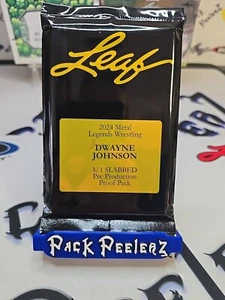 Leaf
2024 Metal
Legends Wrestling
DWAYNE
JOHNSON
1/1 SLABBED
Pre-Production
Proof Pack
PACK PEELERZ